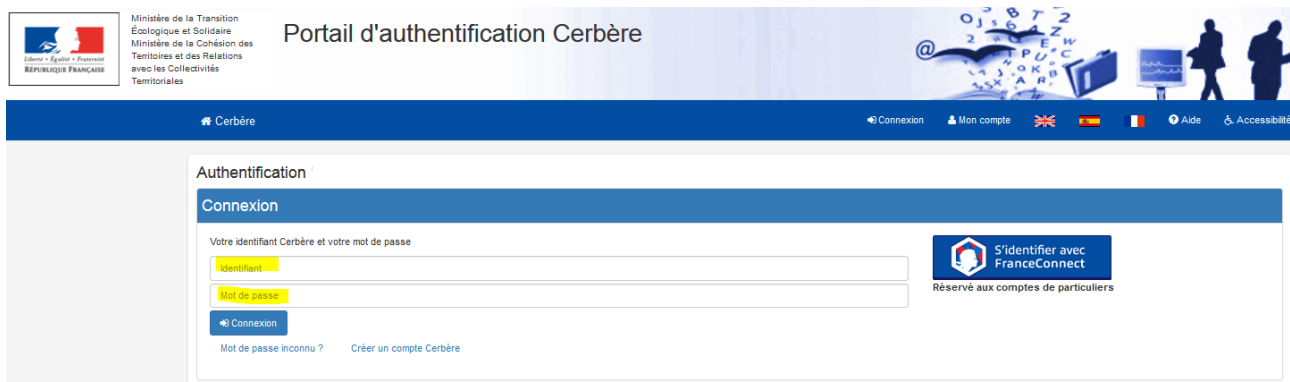 Liberté • Égalité • Fraternité
RÉPUBLIQUE FRANÇAISE
Ministère de la Transition
Écologique et Solidaire
Ministère de la Cohésion des
Territoires et des Relations
avec les Collectivités
Territoriales
Portail d'authentification Cerbère
Cerbère
Connexion
Mon compte
Aide
Accessibilité
Authentification
Connexion
Votre identifiant Cerbère et votre mot de passe
Identifiant
Mot de passe
Connexion
Mot de passe inconnu ?
Créer un compte Cerbère
S'identifier avec
FranceConnect
Réservé aux comptes de particuliers